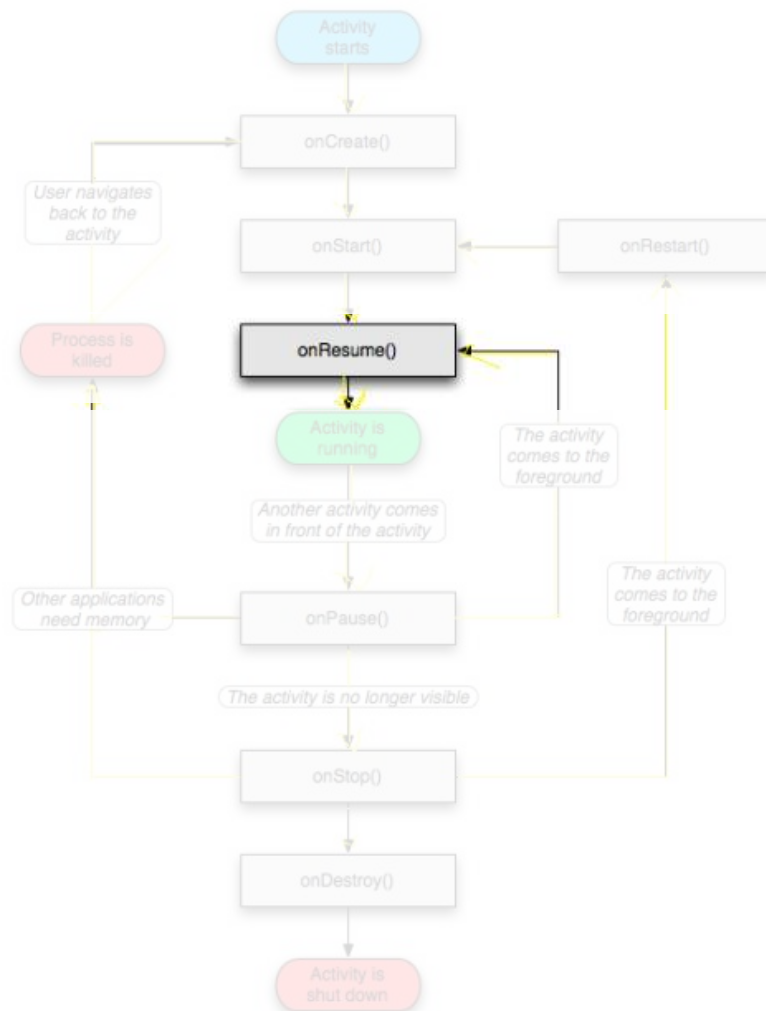 Activity
starts
onCreate()
User navigates
back to the
activity
onStart()
onRestart()
Process is
killed
onResume()
Activity is
running
The activity
comes to the
foreground
Another activity comes
in front of the activity
The activity
comes to the
foreground
Other applications
need memory
onPause()
The activity is no longer visible
onStop()
onDestroy()
Activity is
shut down